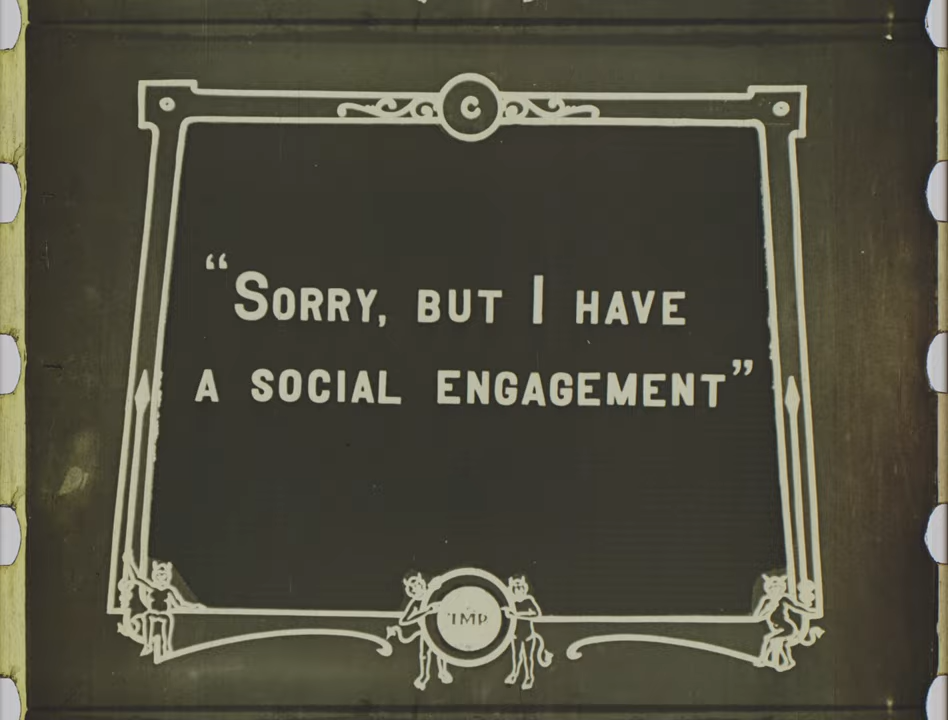 C
“SORRY, BUT I HAVE
A SOCIAL ENGAGEMENT”
IMP